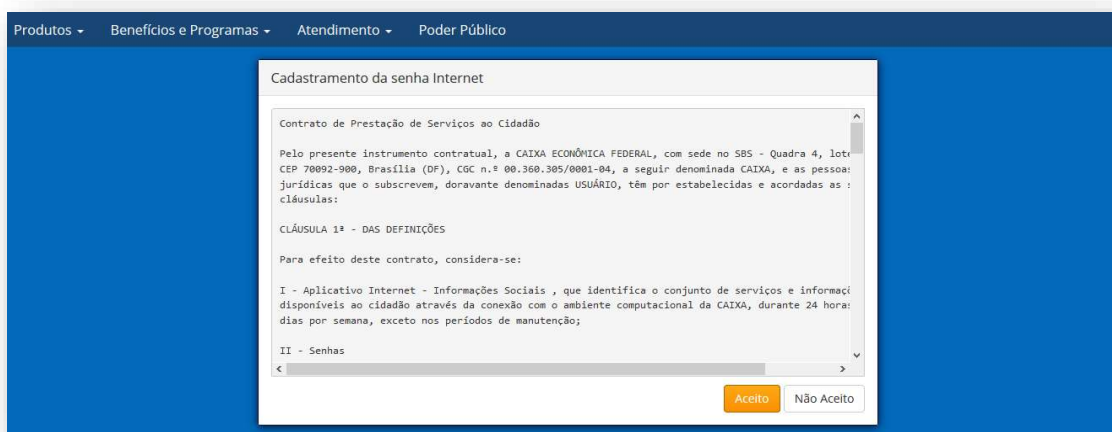 Produtos Benefícios e Programas Atendimento Poder Público
Cadastramento da senha Internet
Contrato de Prestação de Serviços ao Cidadão
Pelo presente instrumento contratual, a CAIXA ECONÔMICA FEDERAL, com sede no SBS - Quadra 4, lote
CEP 70092-900, Brasília (DF), CGC n.º 00.360.305/0001-04, a seguir denominada CAIXA, e as pessoas
jurídicas que o subscrevem, doravante denominadas USUÁRIO, têm por estabelecidas e acordadas as
cláusulas:
CLÁUSULA 1ª - DAS DEFINIÇÕES
Para efeito deste contrato, considera-se:
I - Aplicativo Internet - Informações Sociais , que identifica o conjunto de serviços e
disponíveis ao cidadão através da conexão com o ambiente computacional da CAIXA, durante 24 horas
dias por semana, exceto nos períodos de manutenção;
II - Senhas
Aceito Não Aceito